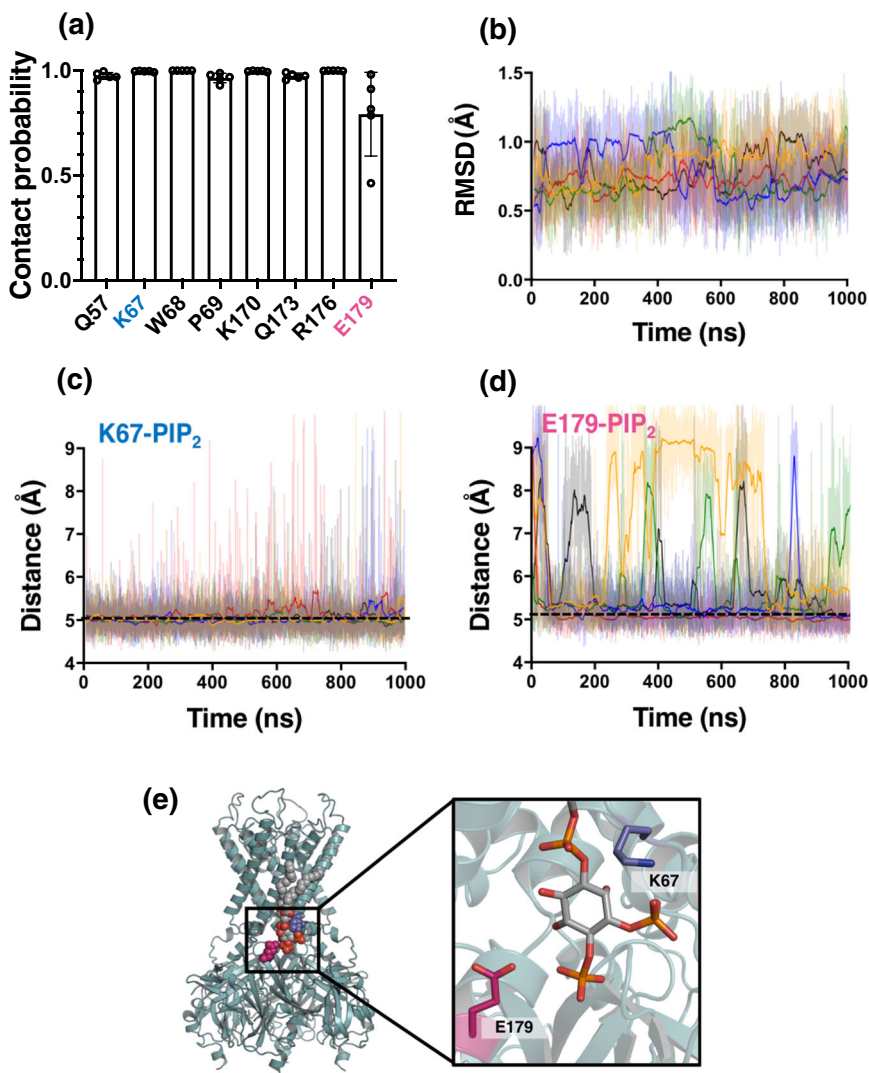 (a)
Contact probability
1.0
0.5
0.0
Q57
K67
W68
P69
K170
Q173
R176
E179
(b)
RMSD (Å)
1.5
1.0
0.5
0.0
0
200
400
600
800
1000
Time (ns)
(c)
K67-PIP₂
Distance (Å)
9
8
7
6
5
4
0
200
400
600
800
1000
Time (ns)
(d)
E179-PIP₂
Distance (Å)
9
8
7
6
5
4
0
200
400
600
800
1000
Time (ns)
(e)
K67
E179